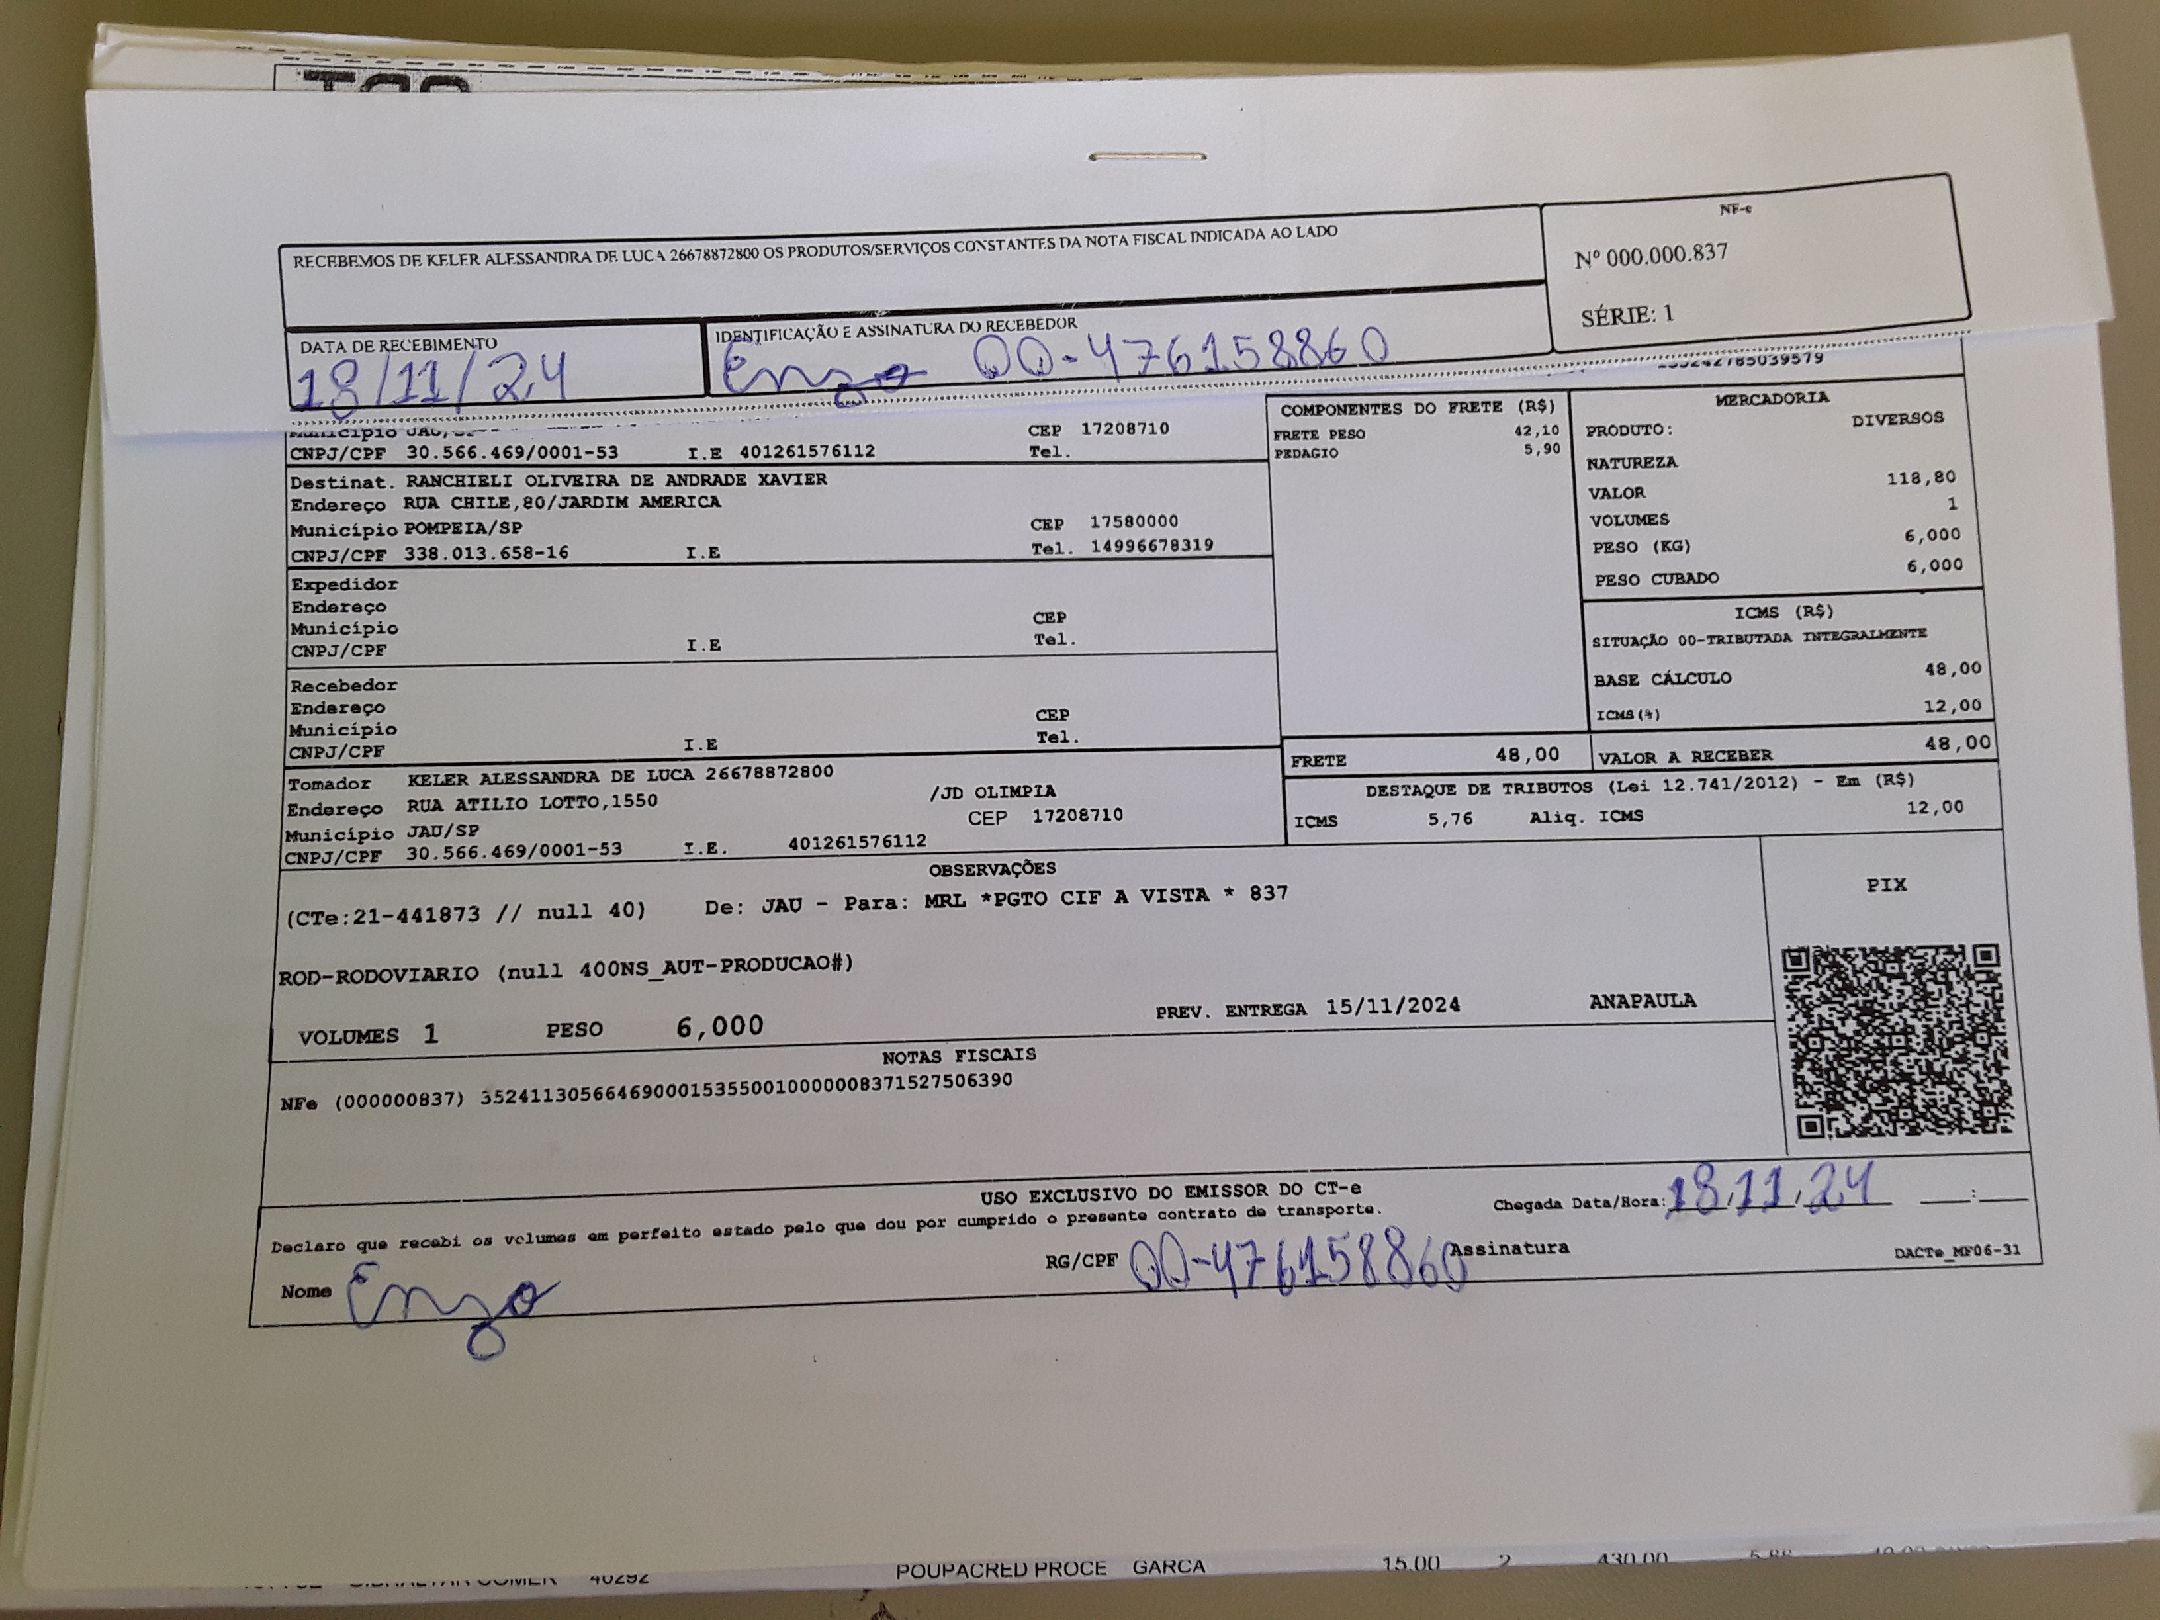 RECEBEMOS DE KELER ALESSANDRA DE LUCA 26678872800 OS PRODUTOS/SERVIÇOS CONSTANTES DA NOTA FISCAL INDICADA AO LADO
NF-e
Nº 000.000.837
SÉRIE: 1
DATA DE RECEBIMENTO
18/11/24
IDENTIFICAÇÃO E ASSINATURA DO RECEBEDOR
Enzo 00-476158860
Município JAU/SP CEP 17208710
CNPJ/CPF 30.566.469/0001-53 I.E 401261576112 Tel.
Destinat. RANCHIELI OLIVEIRA DE ANDRADE XAVIER
Endereço RUA CHILE,80/JARDIM AMERICA
Município POMPEIA/SP CEP 17580000
CNPJ/CPF 338.013.658-16 I.E Tel. 14996678319
Expedidor
Endereço
Município CEP
CNPJ/CPF I.E Tel.
Recebedor
Endereço
Município CEP
CNPJ/CPF I.E Tel.
Tomador KELER ALESSANDRA DE LUCA 26678872800
Endereço RUA ATILIO LOTTO,1550 /JD OLIMPIA
Município JAU/SP CEP 17208710
CNPJ/CPF 30.566.469/0001-53 I.E. 401261576112
COMPONENTES DO FRETE (R$)
FRETE PESO 42,10
PEDAGIO 5,90
MERCADORIA
PRODUTO: DIVERSOS
NATUREZA
VALOR 118,80
VOLUMES 1
PESO (KG) 6,000
PESO CUBADO 6,000
ICMS (R$)
SITUAÇÃO 00-TRIBUTADA INTEGRALMENTE
BASE CÁLCULO 48,00
ICMS(%) 12,00
FRETE 48,00 VALOR A RECEBER 48,00
DESTAQUE DE TRIBUTOS (Lei 12.741/2012) - Em (R$)
ICMS 5,76 Aliq. ICMS 12,00
OBSERVAÇÕES
(CTe:21-441873 // null 40) De: JAU - Para: MRL *PGTO CIF A VISTA * 837
ROD-RODOVIARIO (null 400NS_AUT-PRODUCAO#)
VOLUMES 1 PESO 6,000 PREV. ENTREGA 15/11/2024 ANAPAULA
PIX
NOTAS FISCAIS
NFe (000000837) 35241130566469000153550010000008371527506390
USO EXCLUSIVO DO EMISSOR DO CT-e
Declaro que recebi os volumes em perfeito estado pelo que dou por cumprido o presente contrato de transporte.
Chegada Data/Hora: 18/11/24 __:__
Nome Enzo RG/CPF 00-476158860 Assinatura DACTe_MF06-31
POUPACRED PROCE GARCA 15,00 2 430,00